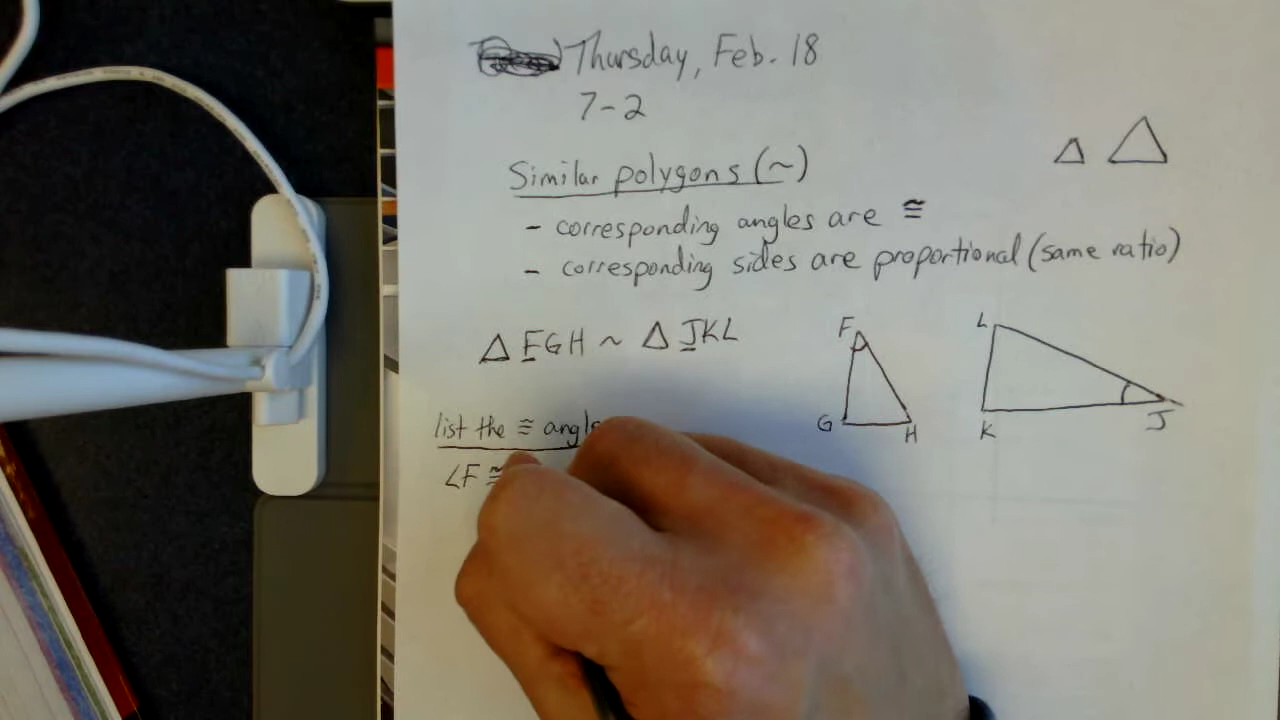 Thursday, Feb. 18
7-2
Similar polygons (~)
- corresponding angles are ≅
- corresponding sides are proportional (same ratio)
△ FGH ~ △ JKL
F
G
H
L
K
J
list the ≅
∠F ≅